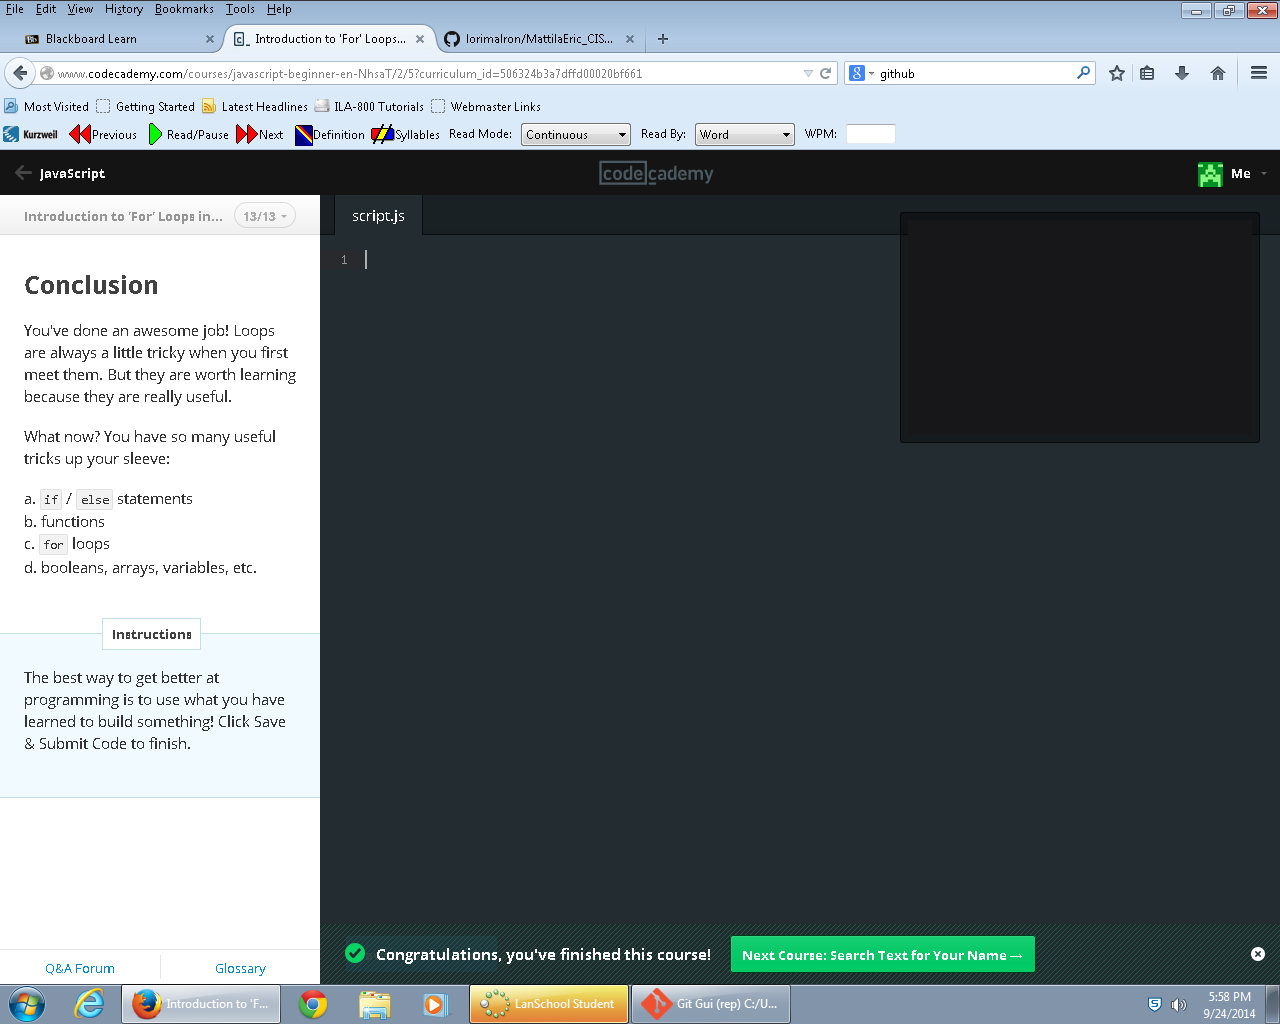 File Edit View History Bookmarks Tools Help
Blackboard Learn
Introduction to 'For' Loops...
lorimalron/MattilaEric_CIS...
www.codecademy.com/courses/javascript-beginner-en-NhsaT/2/5?curriculum_id=506324b3a7dffd00020bf661
github
Most Visited Getting Started Latest Headlines ILA-800 Tutorials Webmaster Links
Kurzweil Previous Read/Pause Next Definition Syllables Read Mode: Continuous Read By: Word WPM:
JavaScript
codecademy
Me
Introduction to 'For' Loops in...
13/13
script.js
1
Conclusion
You've done an awesome job! Loops
are always a little tricky when you first
meet them. But they are worth learning
because they are really useful.
What now? You have so many useful
tricks up your sleeve:
a. if / else statements
b. functions
c. for loops
d. booleans, arrays, variables, etc.
Instructions
The best way to get better at
programming is to use what you have
learned to build something! Click Save
& Submit Code to finish.
Q&A Forum
Glossary
Congratulations, you've finished this course!
Next Course: Search Text for Your Name →
Introduction to 'F...
LanSchool Student
Git Gui (rep) C:/U...
5:58 PM
9/24/2014